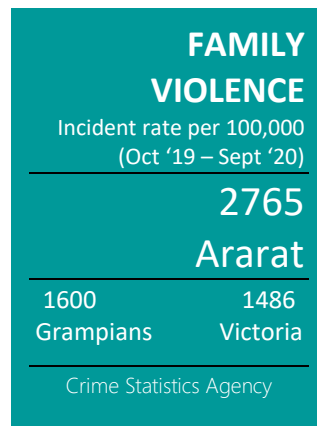 FAMILY
VIOLENCE
Incident rate per 100,000
(Oct ‘19 – Sept ‘20)
2765
Ararat
1600 1486
Grampians Victoria
Crime Statistics Agency